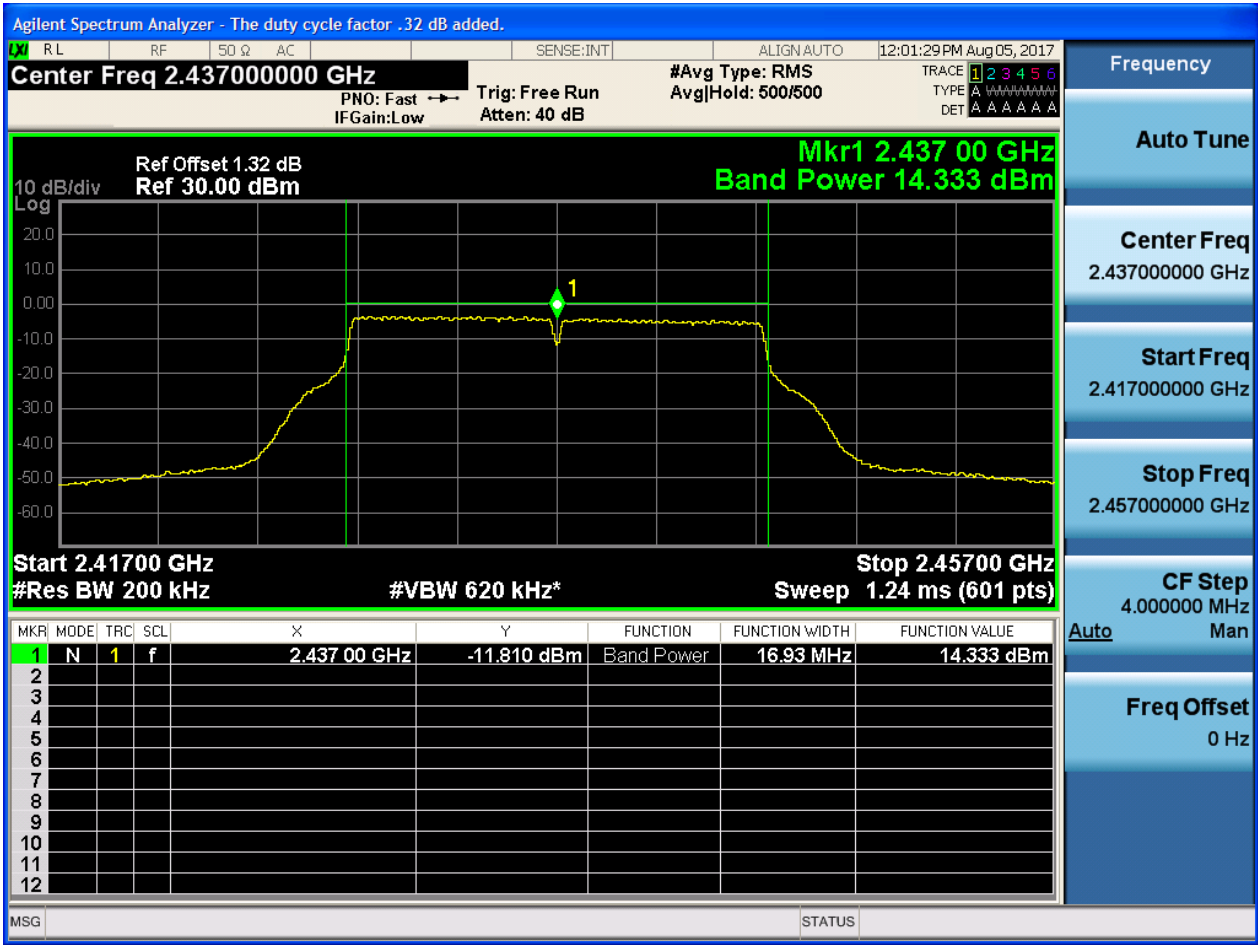 Agilent Spectrum Analyzer - The duty cycle factor .32 dB added.
LXI RL RF 50 Ω AC SENSE:INT ALIGN AUTO 12:01:29 PM Aug 05, 2017
Center Freq 2.437000000 GHz
PNO: Fast
IFGain:Low
Trig: Free Run
Atten: 40 dB
#Avg Type: RMS
Avg|Hold: 500/500
TRACE 1 2 3 4 5 6
TYPE A WWWWW
DET A A A A A A
Mkr1 2.437 00 GHz
Band Power 14.333 dBm
Ref Offset 1.32 dB
10 dB/div Ref 30.00 dBm
Log
20.0
10.0
0.00
-10.0
-20.0
-30.0
-40.0
-50.0
-60.0
1
Start 2.41700 GHz Stop 2.45700 GHz
#Res BW 200 kHz #VBW 620 kHz* Sweep 1.24 ms (601 pts)
MKR MODE TRC SCL X Y FUNCTION FUNCTION WIDTH FUNCTION VALUE
1 N 1 f 2.437 00 GHz -11.810 dBm Band Power 16.93 MHz 14.333 dBm
2
3
4
5
6
7
8
9
10
11
12
MSG STATUS
Frequency
Auto Tune
Center Freq
2.437000000 GHz
Start Freq
2.417000000 GHz
Stop Freq
2.457000000 GHz
CF Step
4.000000 MHz
Auto Man
Freq Offset
0 Hz